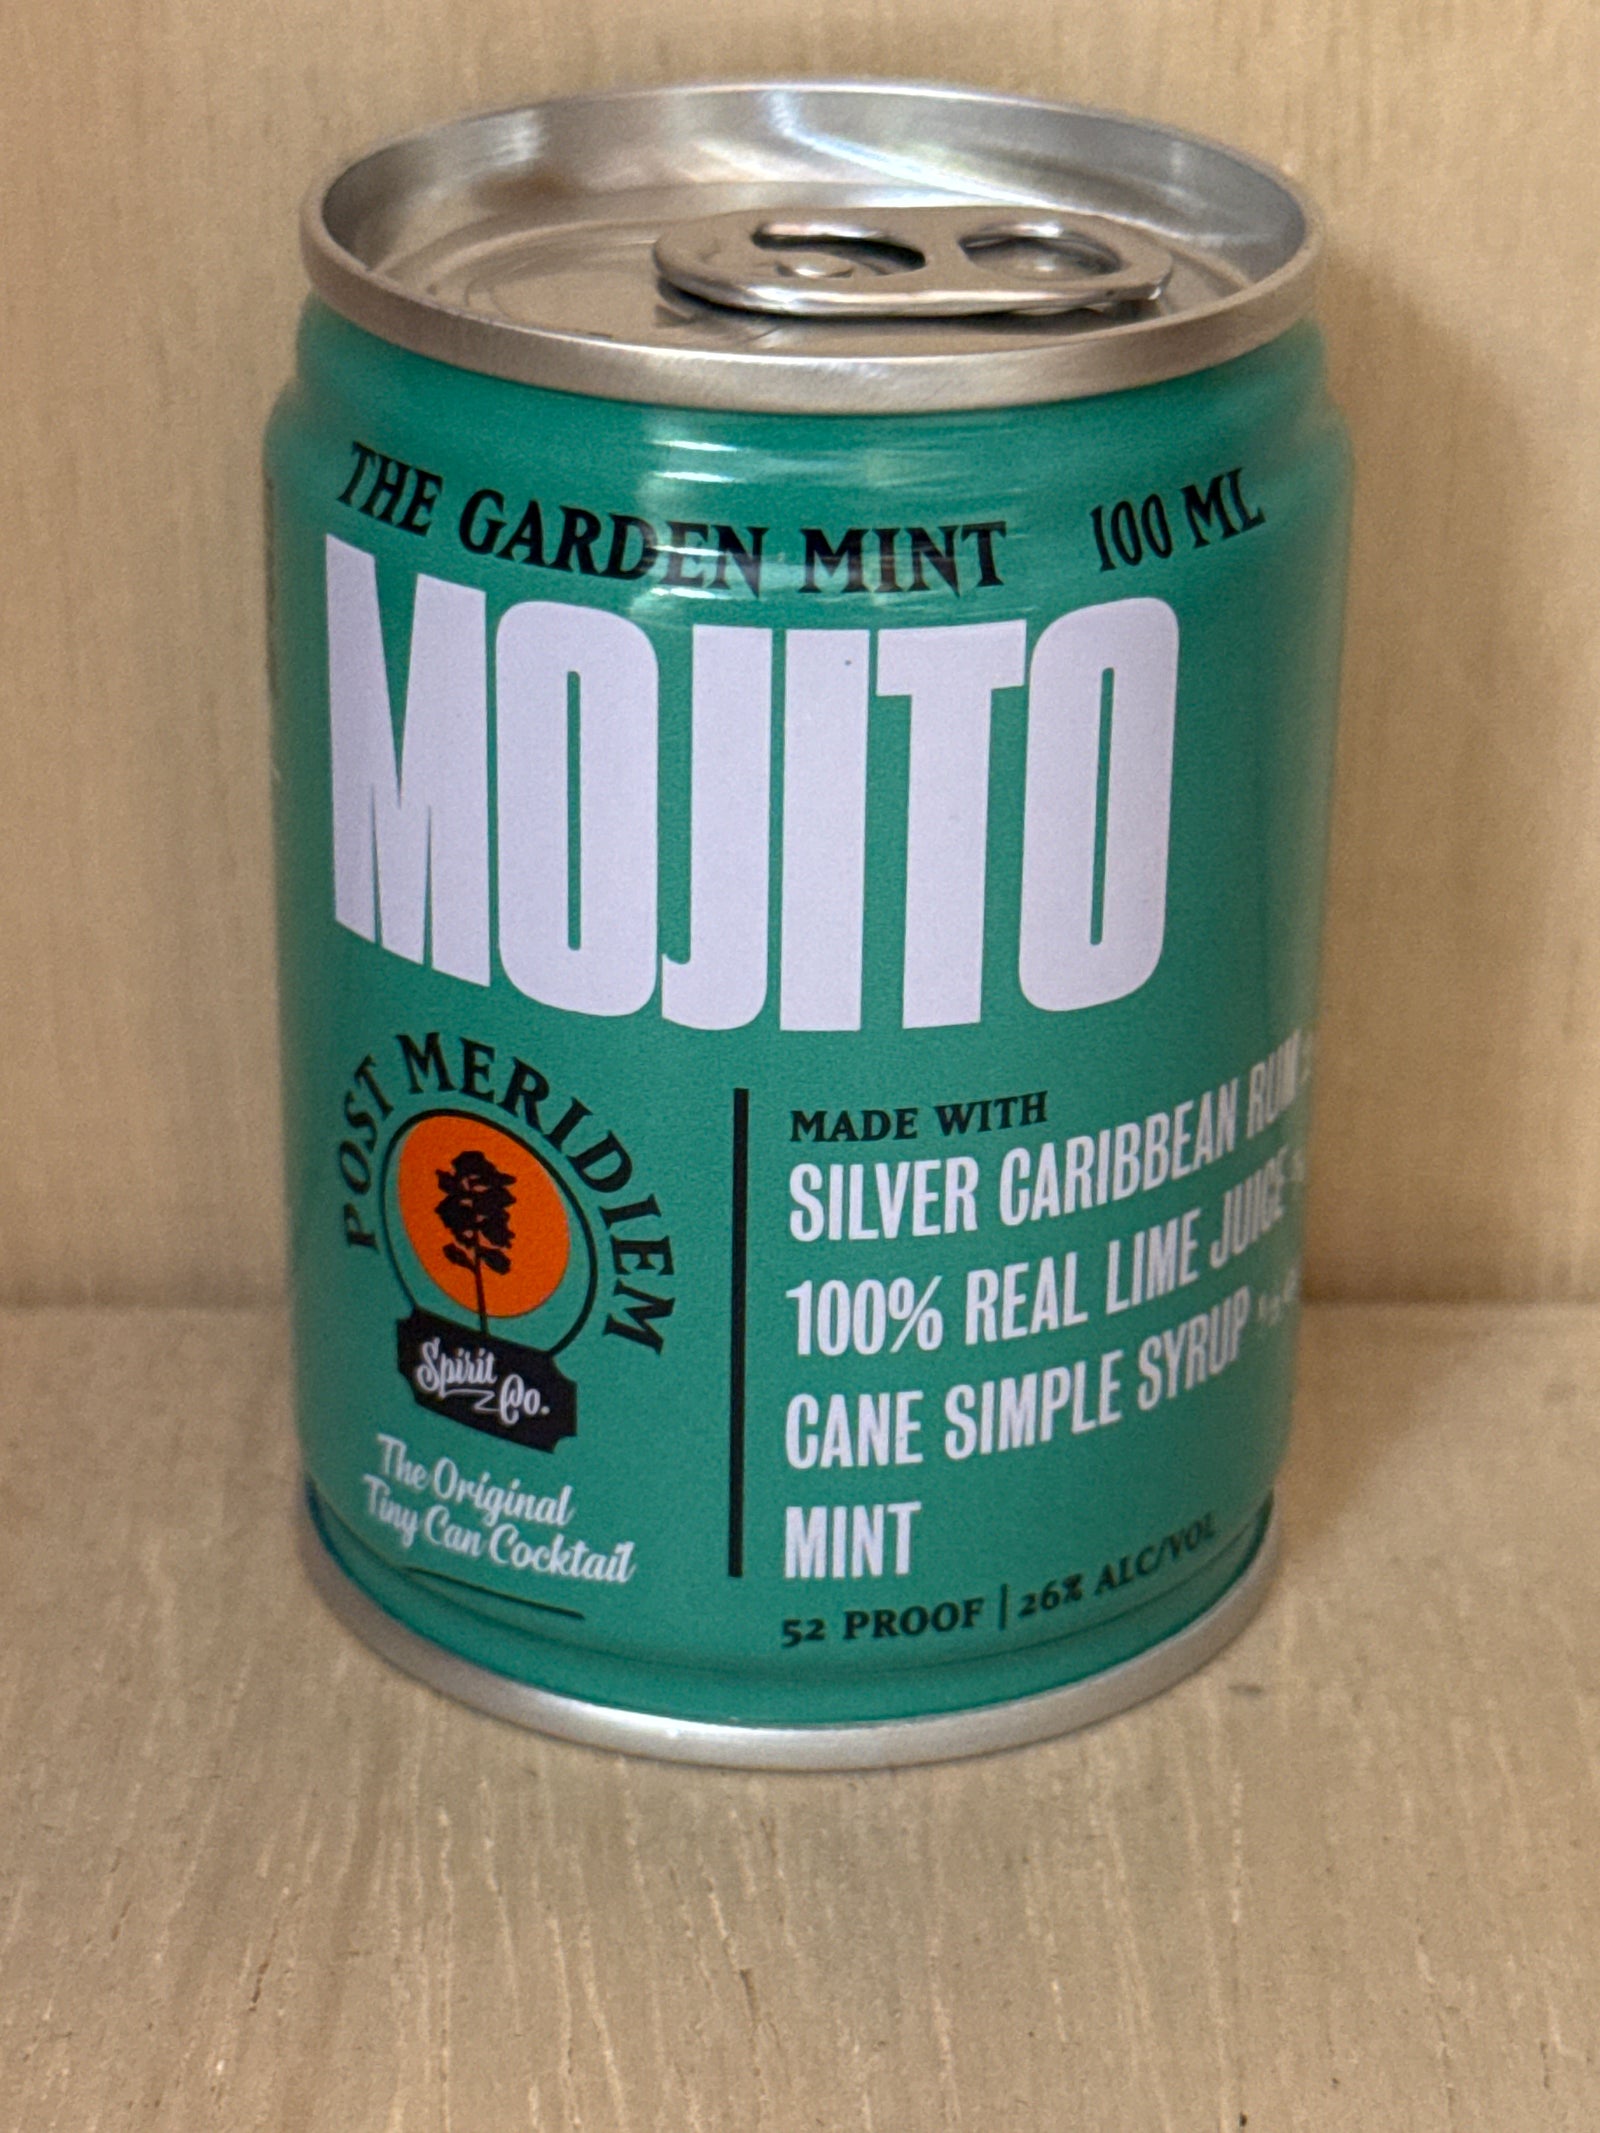 THE GARDEN MINT 100 ML
MOJITO
POST MERIDIEM
Spirit Co.
The Original
Tiny Can Cocktail
MADE WITH
SILVER CARIBBEAN RUM
100% REAL LIME JUICE
CANE SIMPLE SYRUP
MINT
52 PROOF | 26% ALC/VOL